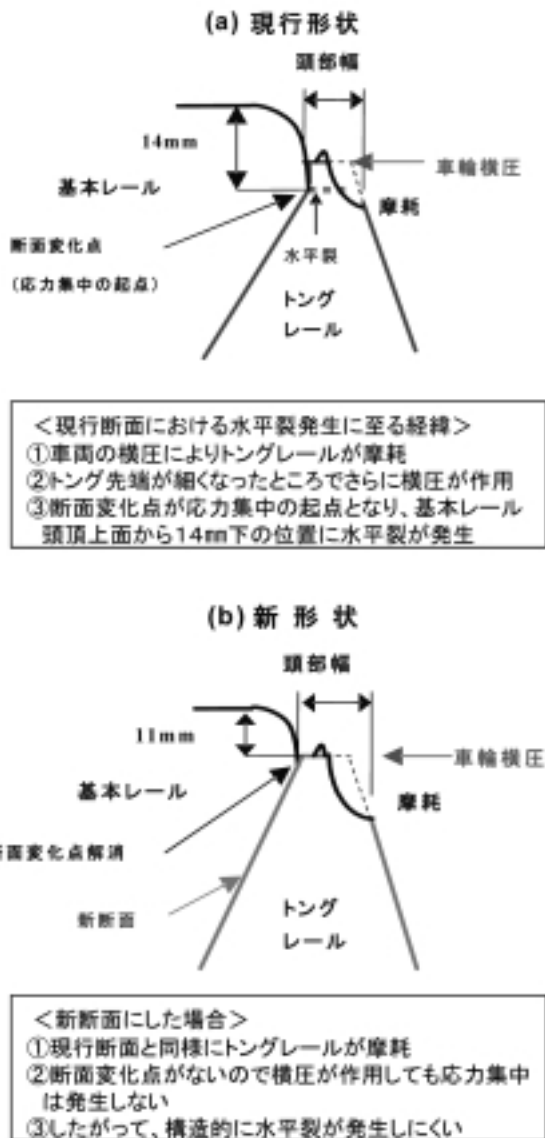 (a) 現行形状
頭部幅
14mm
車輪横圧
基本レール
摩耗
断面変化点
水平裂
(応力集中の起点)
トング
レール
＜現行断面における水平裂発生に至る経緯＞
①車両の横圧によりトングレールが摩耗
②トング先端が細くなったところでさらに横圧が作用
③断面変化点が応力集中の起点となり、基本レール
頭頂上面から14㎜下の位置に水平裂が発生
(b) 新 形 状
頭部幅
11mm
車輪横圧
基本レール
摩耗
面変化点解消
新断面
トング
レール
＜新断面にした場合＞
①現行断面と同様にトングレールが摩耗
②断面変化点がないので横圧が作用しても応力集中
は発生しない
③したがって、構造的に水平裂が発生しにくい